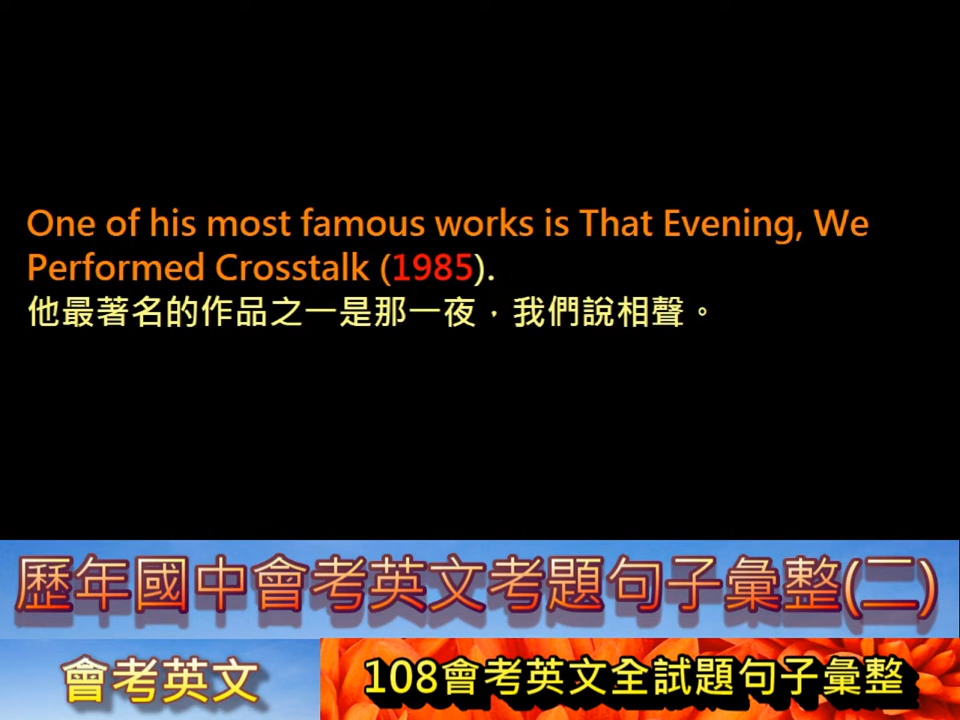 One of his most famous works is That Evening, We
Performed Crosstalk (1985).
他最著名的作品之一是那一夜，我們說相聲。
歷年國中會考英文考題句子彙整(二)
會考英文
108會考英文全試題句子彙整